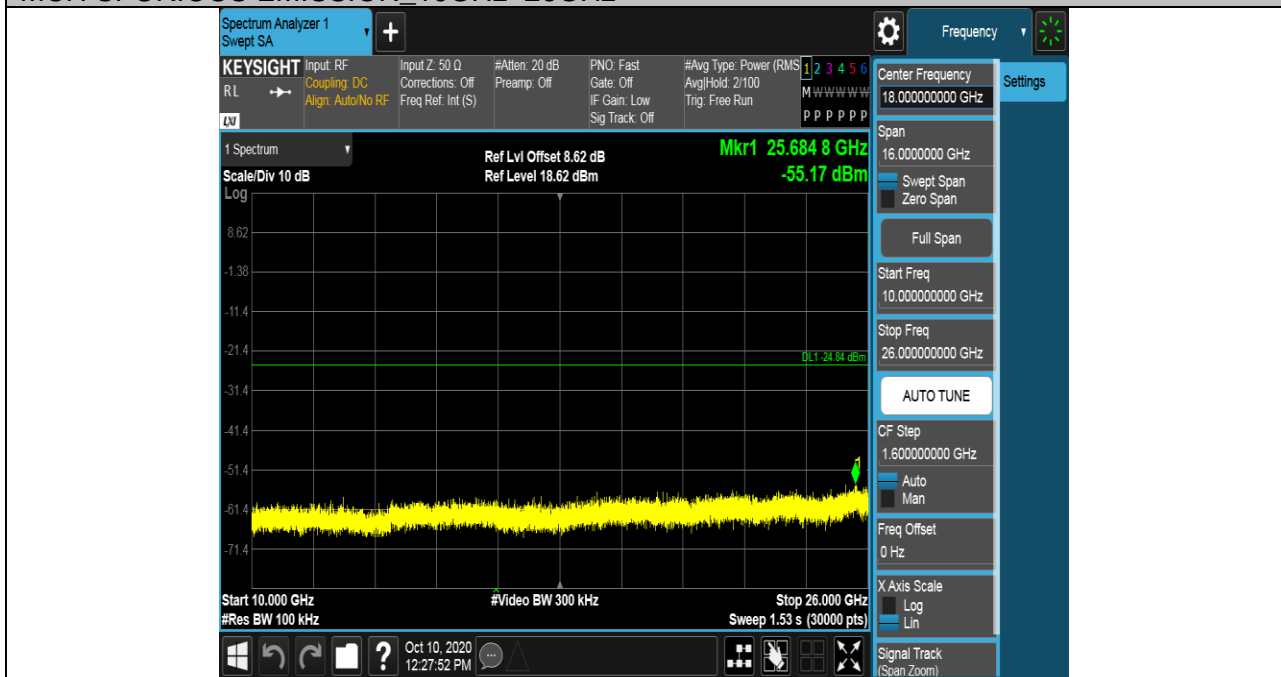 Spectrum Analyzer 1
Swept SA
+
Frequency
KEYSIGHT
RL
LXI
Input: RF
Coupling: DC
Align: Auto/No RF
Input Z: 50 Ω
Corrections: Off
Freq Ref: Int (S)
#Atten: 20 dB
Preamp: Off
PNO: Fast
Gate: Off
IF Gain: Low
Sig Track: Off
#Avg Type: Power (RMS
Avg|Hold: 2/100
Trig: Free Run
1 2 3 4 5 6
M W W W W W
P P P P P P
1 Spectrum
Scale/Div 10 dB
Ref Lvl Offset 8.62 dB
Ref Level 18.62 dBm
Mkr1 25.684 8 GHz
-55.17 dBm
Log
8.62
-1.38
-11.4
-21.4
DL1 -24.84 dBm
-31.4
-41.4
-51.4
1
-61.4
-71.4
Start 10.000 GHz
#Res BW 100 kHz
#Video BW 300 kHz
Stop 26.000 GHz
Sweep 1.53 s (30000 pts)
?
Oct 10, 2020
12:27:52 PM
Center Frequency
18.000000000 GHz
Span
16.0000000 GHz
Swept Span
Zero Span
Full Span
Start Freq
10.000000000 GHz
Stop Freq
26.000000000 GHz
AUTO TUNE
CF Step
1.600000000 GHz
Auto
Man
Freq Offset
0 Hz
X Axis Scale
Log
Lin
Signal Track
(Span Zoom)
Settings